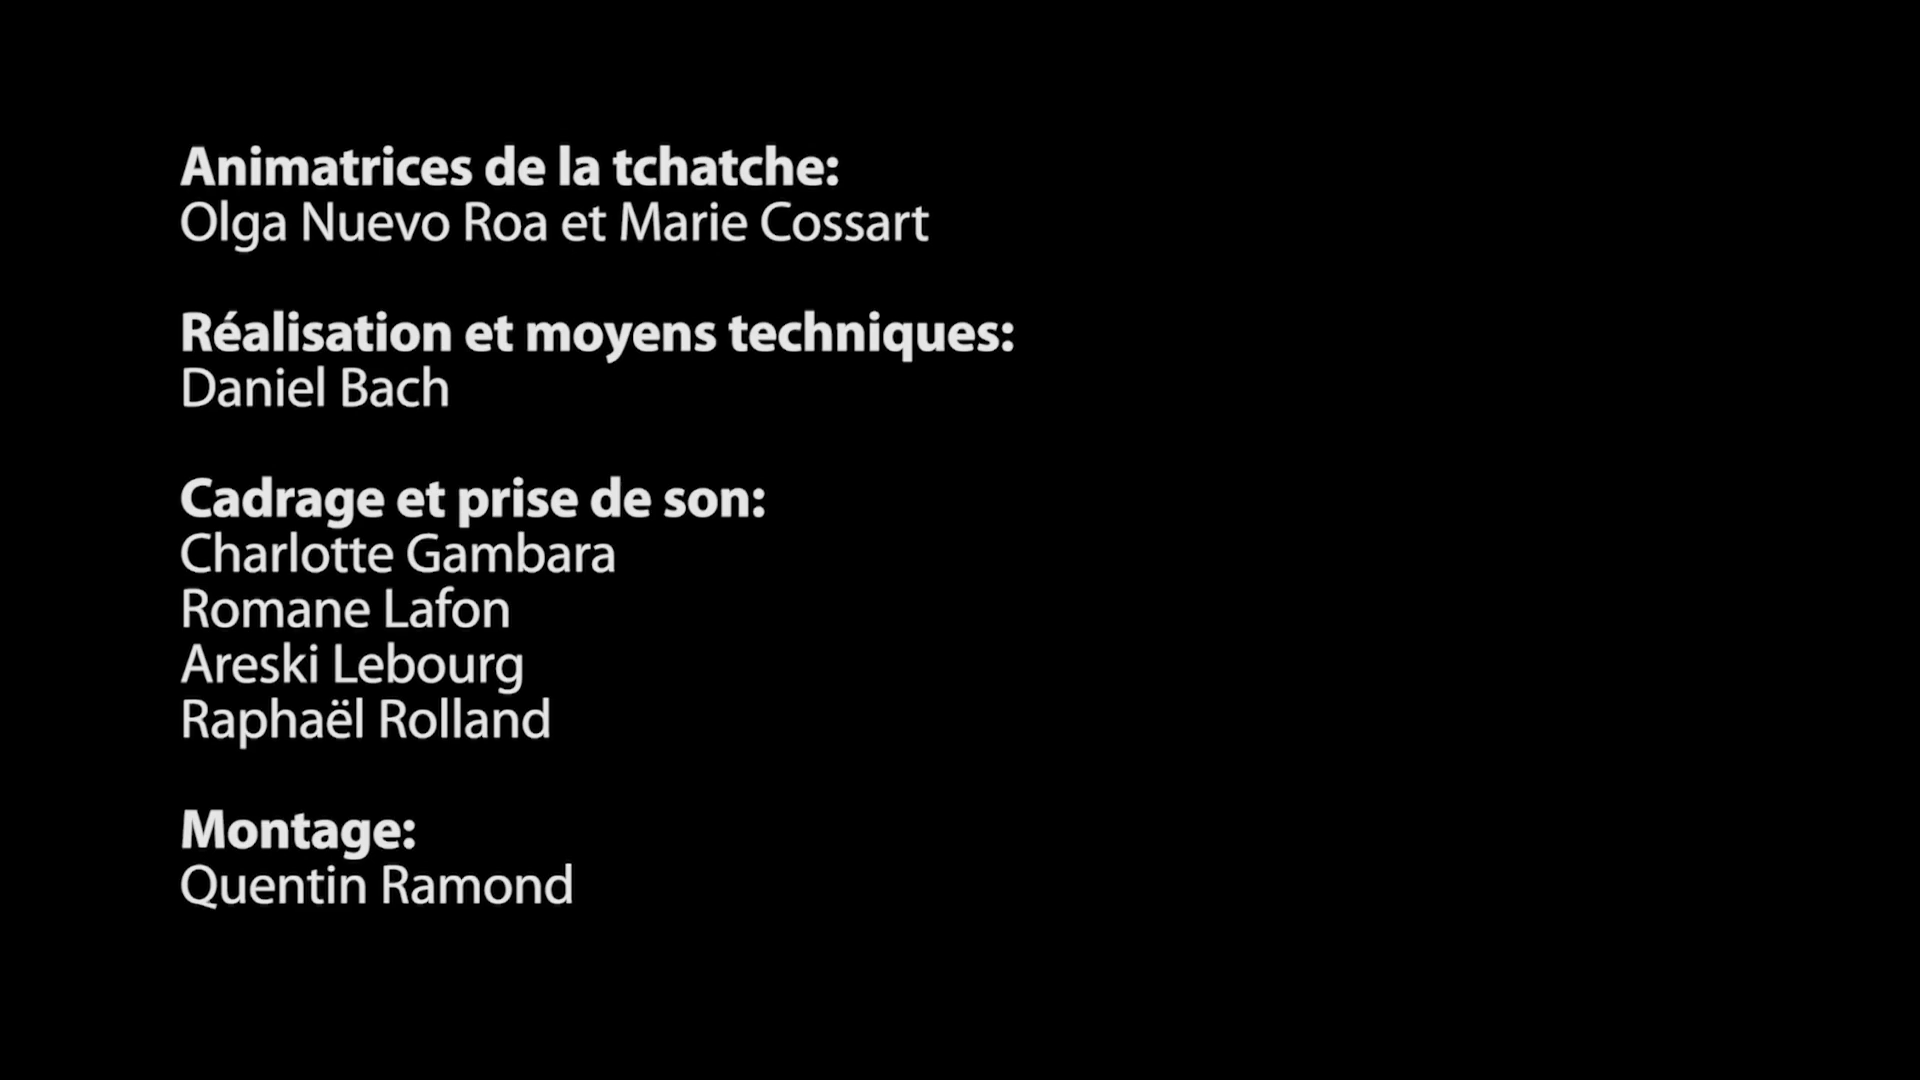 Animatrices de la tchatche:
Olga Nuevo Roa et Marie Cossart
Réalisation et moyens techniques:
Daniel Bach
Cadrage et prise de son:
Charlotte Gambara
Romane Lafon
Areski Lebourg
Raphaël Rolland
Montage:
Quentin Ramond